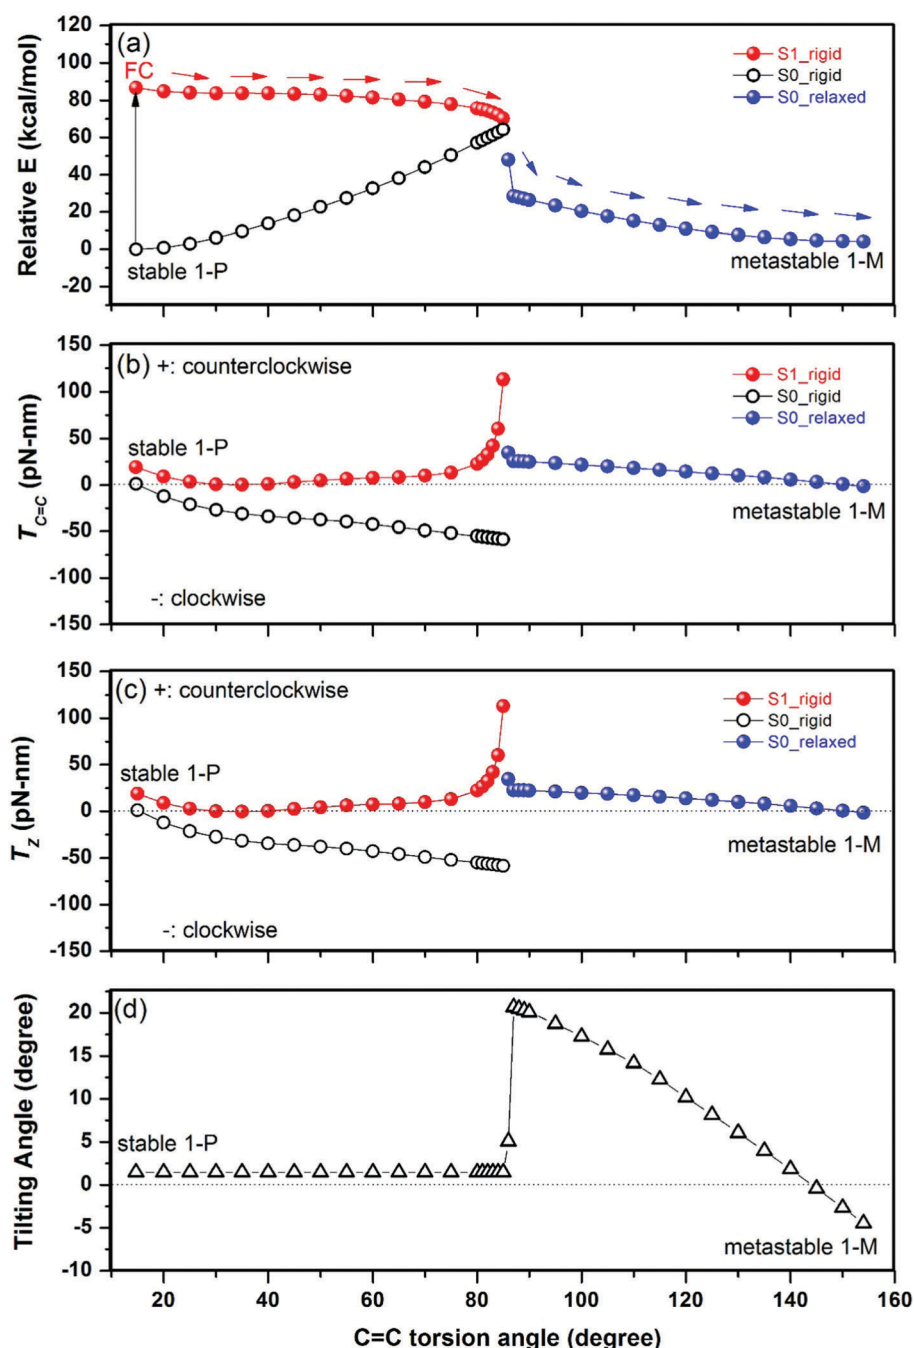 (a)
FC
S1_rigid
S0_rigid
S0_relaxed
Relative E (kcal/mol)
120
100
80
60
40
20
0
-20
stable 1-P
metastable 1-M
(b) +: counterclockwise
S1_rigid
S0_rigid
S0_relaxed
stable 1-P
T_C=C (pN-nm)
150
100
50
0
-50
-100
-150
metastable 1-M
-: clockwise
(c) +: counterclockwise
S1_rigid
S0_rigid
S0_relaxed
stable 1-P
T_z (pN-nm)
150
100
50
0
-50
-100
-150
metastable 1-M
-: clockwise
(d)
Tilting Angle (degree)
20
15
10
5
0
-5
-10
stable 1-P
metastable 1-M
20 40 60 80 100 120 140 160
C=C torsion angle (degree)